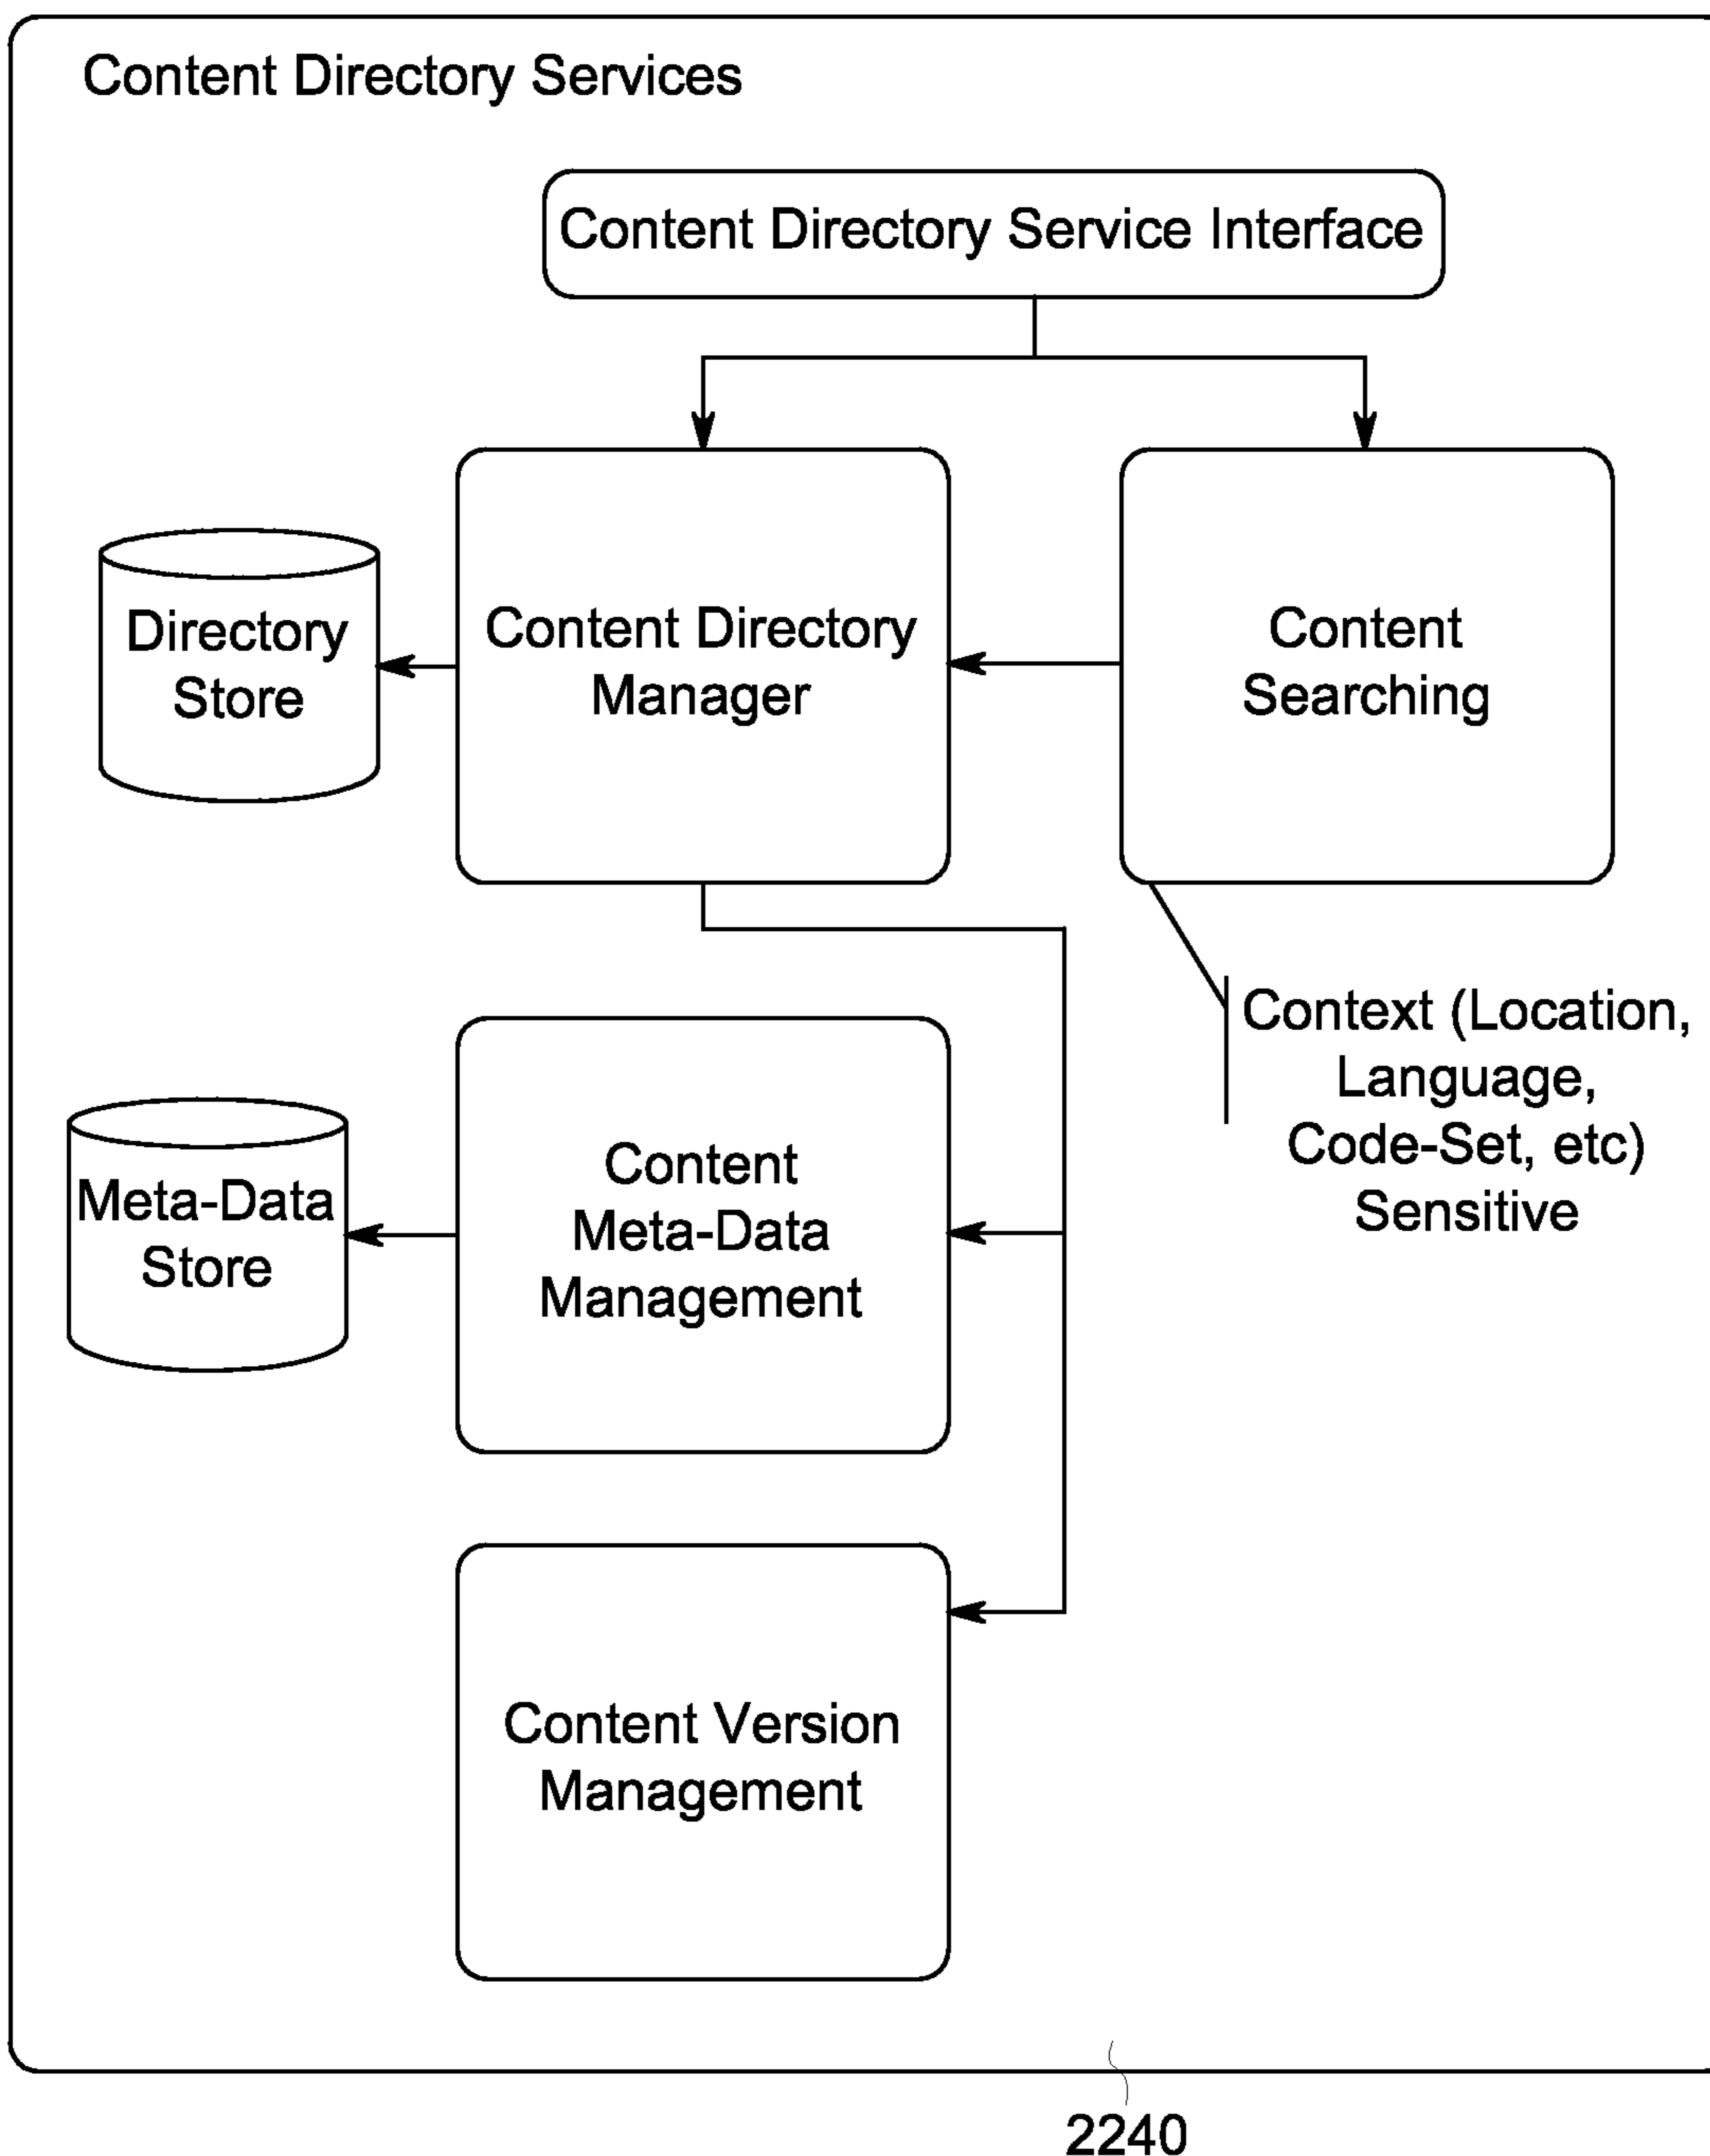 Content Directory Services
Content Directory Service Interface
Directory
Store
Content Directory
Manager
Content
Searching
Context (Location,
Language,
Code-Set, etc)
Sensitive
Meta-Data
Store
Content
Meta-Data
Management
Content Version
Management
2240